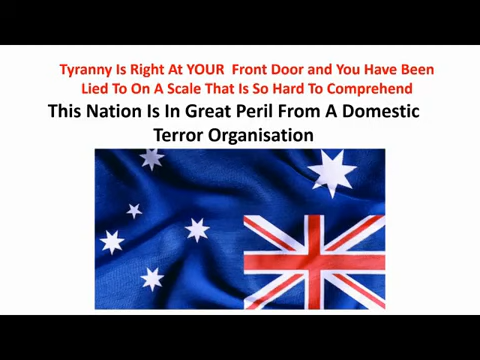 Tyranny Is Right At YOUR Front Door and You Have Been
Lied To On A Scale That Is So Hard To Comprehend
This Nation Is In Great Peril From A Domestic
Terror Organisation